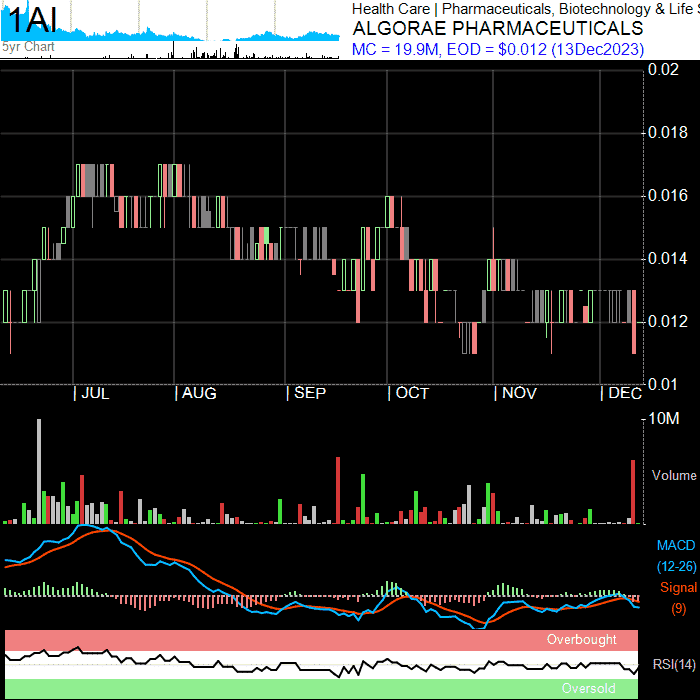 1AI
5yr Chart
Health Care | Pharmaceuticals, Biotechnology & Life S
ALGORAE PHARMACEUTICALS
MC = 19.9M, EOD = $0.012 (13Dec2023)
0.02
0.018
0.016
0.014
0.012
0.01
| JUL | AUG | SEP | OCT | NOV | DEC
10M
Volume
MACD
(12-26)
Signal
(9)
Overbought
RSI(14)
Oversold